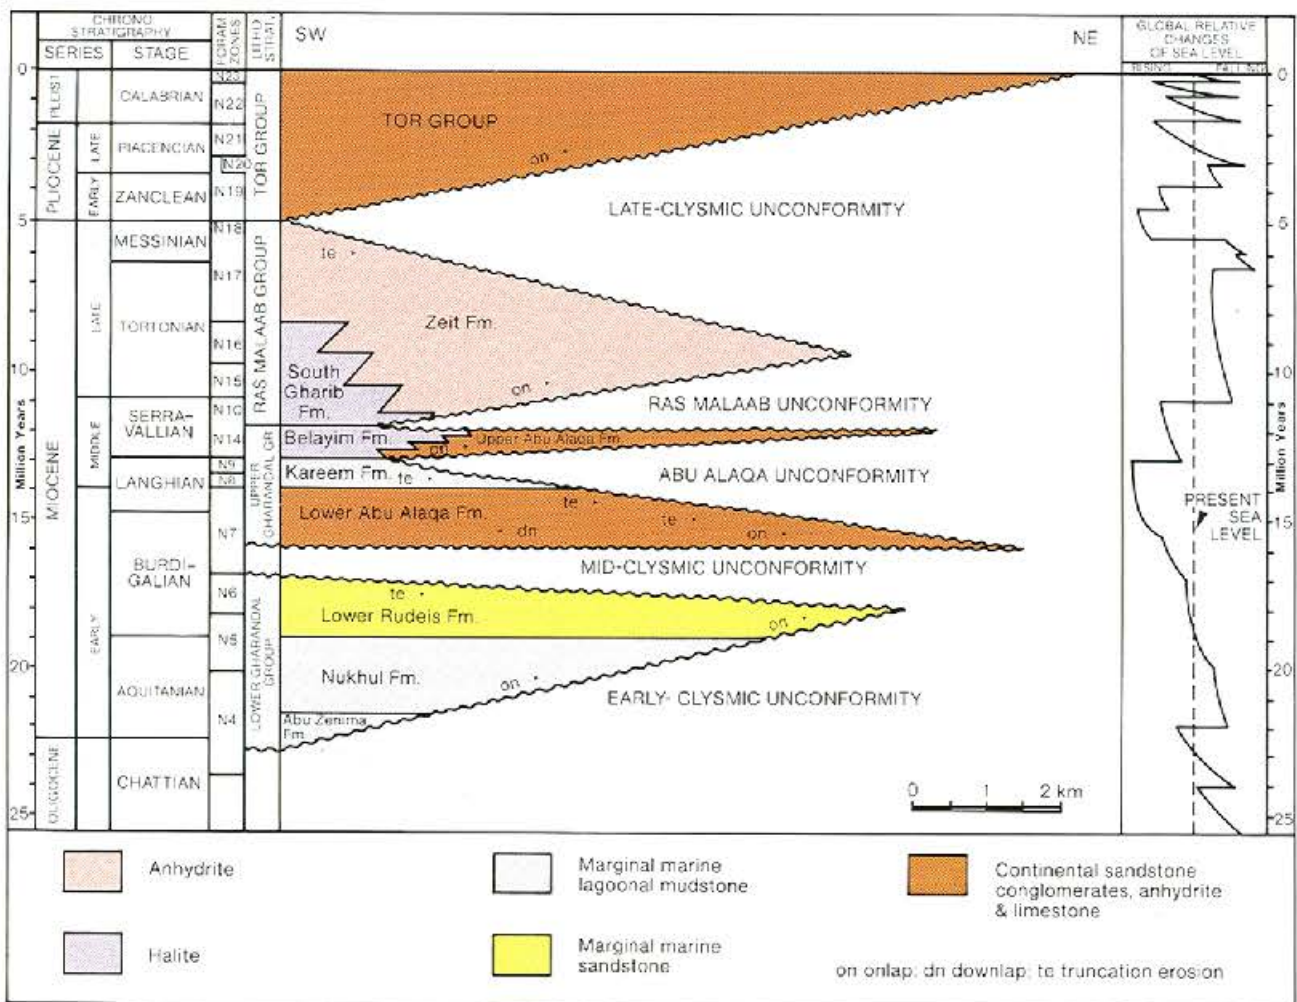 CHRONO
STRATIGRAPHY
SERIES
STAGE
FORAM
ZONES
LITHO
STRAT.
SW
NE
GLOBAL RELATIVE
CHANGES
OF SEA LEVEL
RISING
FALLING
0
5
10
15
20
25
Million Years
PLEIST
PLIOCENE
MIOCENE
OLIGOCENE
LATE
EARLY
LATE
MIDDLE
EARLY
CALABRIAN
PIACENCIAN
ZANCLEAN
MESSINIAN
TORTONIAN
SERRA-
VALLIAN
LANGHIAN
BURDI-
GALIAN
AQUITANIAN
CHATTIAN
N23
N22
N21
N20
N19
N18
N17
N16
N15
N10
N14
N9
N8
N7
N6
N5
N4
TOR GROUP
RAS MALAAB GROUP
UPPER
GHARANDAL GR
LOWER GHARANDAL
GROUP
TOR GROUP
on
LATE-CLYSMIC UNCONFORMITY
te
Zeit Fm.
South
Gharib
Fm.
on
RAS MALAAB UNCONFORMITY
Belayim Fm.
Upper Abu Alaqa Fm.
on
Kareem Fm.
te
ABU ALAQA UNCONFORMITY
te
Lower Abu Alaqa Fm.
te
dn
on
MID-CLYSMIC UNCONFORMITY
te
Lower Rudeis Fm.
on
Nukhul Fm.
on
EARLY- CLYSMIC UNCONFORMITY
Abu Zenima
Fm.
0 1 2 km
PRESENT
SEA
LEVEL
0
5
10
15
20
25
Million Years
Anhydrite
Halite
Marginal marine
lagoonal mudstone
Marginal marine
sandstone
Continental sandstone
conglomerates, anhydrite
& limestone
on onlap; dn downlap; te truncation erosion